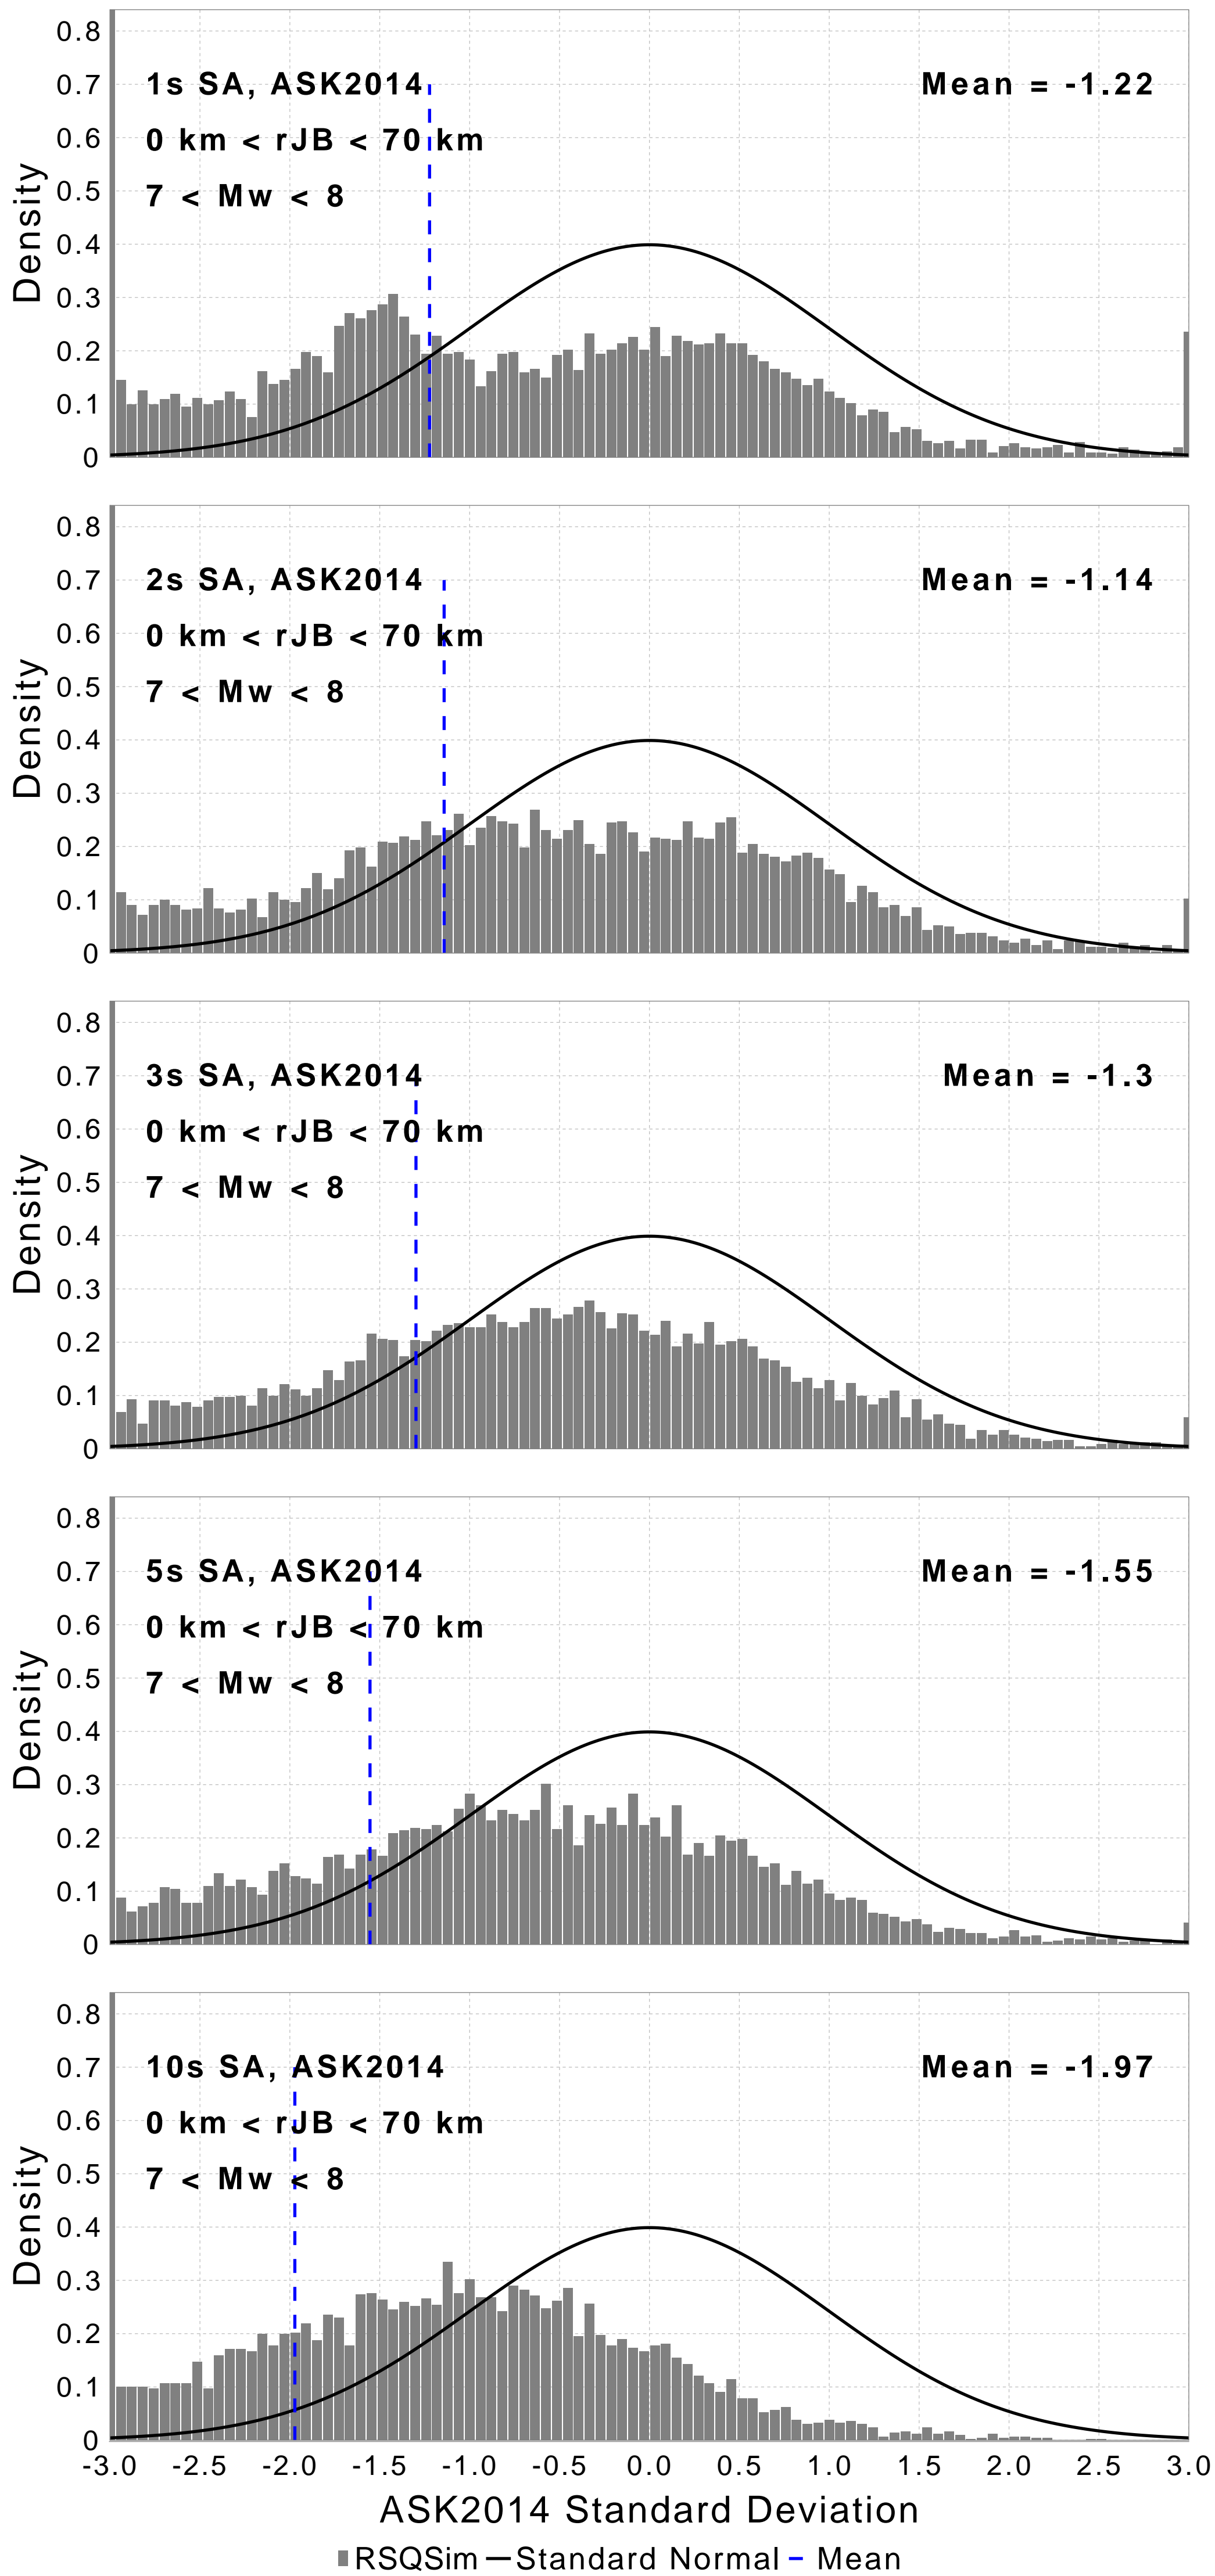 0.8
1s SA, ASK2014 Mean = -1.22
0.7
0 km < rJB < 70 km
0.6
7 < Mw < 8
0.5
0.4
0.3
0.2
0.1
0
Density
0.8
2s SA, ASK2014 Mean = -1.14
0.7
0 km < rJB < 70 km
0.6
7 < Mw < 8
0.5
0.4
0.3
0.2
0.1
0
Density
0.8
3s SA, ASK2014 Mean = -1.3
0.7
0 km < rJB < 70 km
0.6
7 < Mw < 8
0.5
0.4
0.3
0.2
0.1
0
Density
0.8
5s SA, ASK2014 Mean = -1.55
0.7
0 km < rJB < 70 km
0.6
7 < Mw < 8
0.5
0.4
0.3
0.2
0.1
0
Density
0.8
10s SA, ASK2014 Mean = -1.97
0.7
0 km < rJB < 70 km
0.6
7 < Mw < 8
0.5
0.4
0.3
0.2
0.1
0
Density
-3.0 -2.5 -2.0 -1.5 -1.0 -0.5 0.0 0.5 1.0 1.5 2.0 2.5 3.0
ASK2014 Standard Deviation
RSQSim Standard Normal Mean